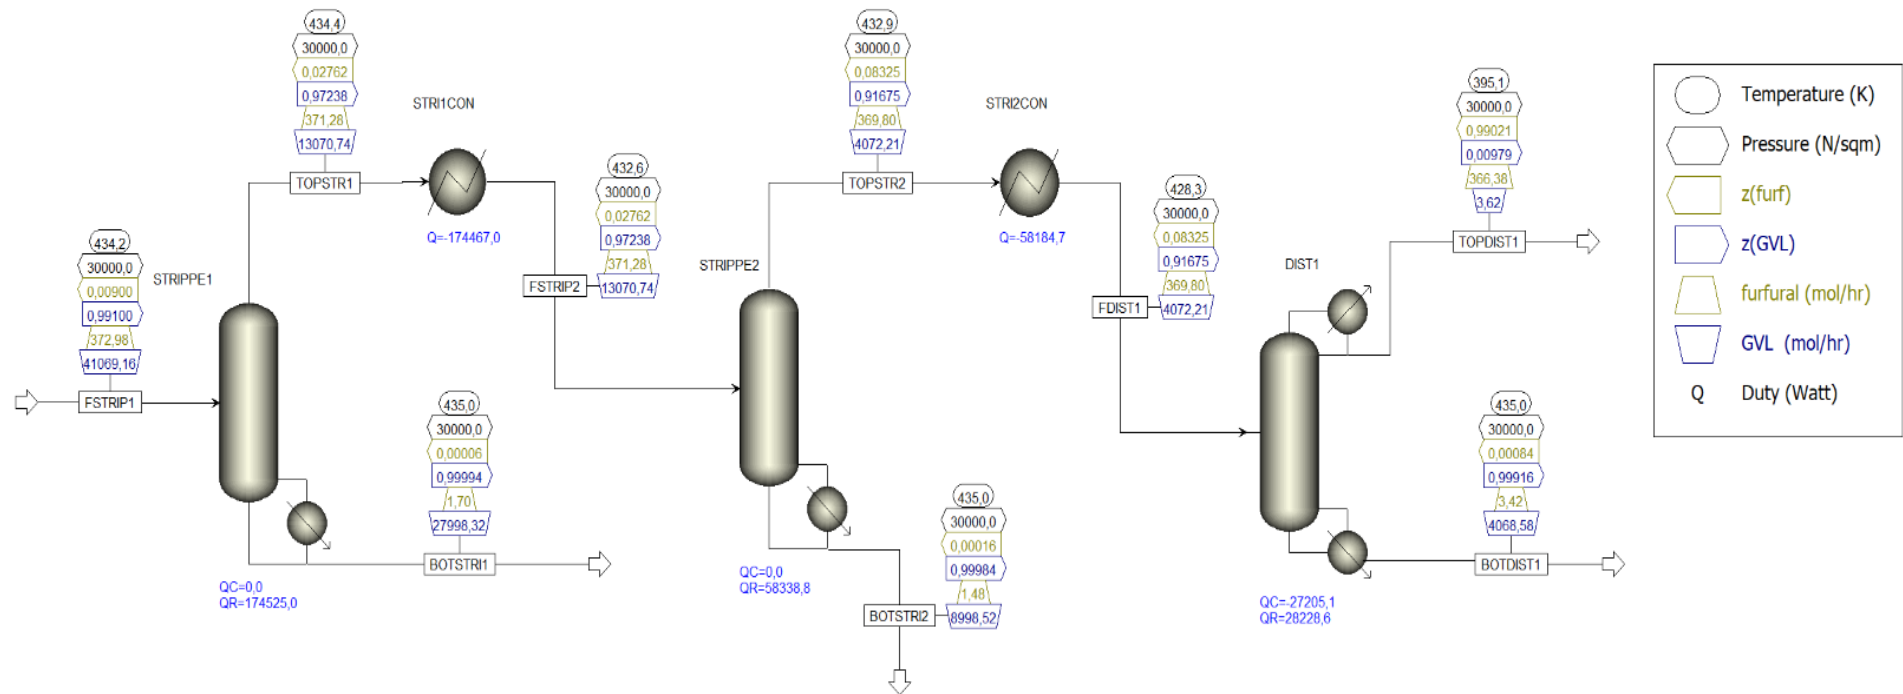 434,2
30000,0
0,00900
0,99100
372,98
41069,16
FSTRIP1
STRIPPE1
QC=0,0
QR=174525,0
434,4
30000,0
0,02762
0,97238
371,28
13070,74
TOPSTR1
435,0
30000,0
0,00006
0,99994
1,70
27998,32
BOTSTRI1
STRI1CON
Q=-174467,0
432,6
30000,0
0,02762
0,97238
371,28
13070,74
FSTRIP2
STRIPPE2
QC=0,0
QR=58338,8
432,9
30000,0
0,08325
0,91675
369,80
4072,21
TOPSTR2
435,0
30000,0
0,00016
0,99984
1,48
8998,52
BOTSTRI2
STRI2CON
Q=-58184,7
428,3
30000,0
0,08325
0,91675
369,80
4072,21
FDIST1
DIST1
QC=-27205,1
QR=28228,6
395,1
30000,0
0,99021
0,00979
366,38
3,62
TOPDIST1
435,0
30000,0
0,00084
0,99916
3,42
4068,58
BOTDIST1
Temperature (K)
Pressure (N/sqm)
z(furf)
z(GVL)
furfural (mol/hr)
GVL (mol/hr)
Q Duty (Watt)